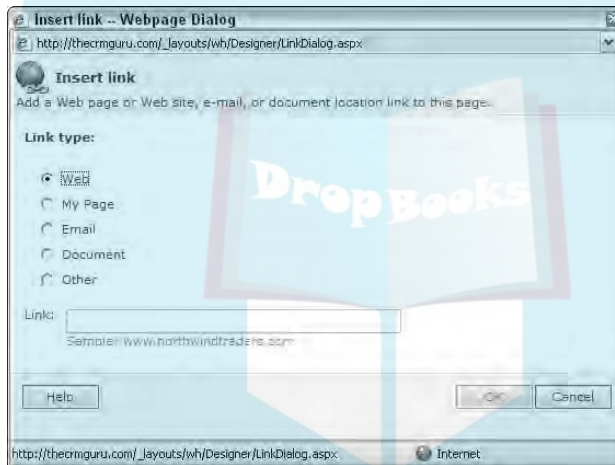 Insert link -- Webpage Dialog
http://thecrmguru.com/_layouts/wh/Designer/LinkDialog.aspx
Insert link
Add a Web page or Web site, e-mail, or document location link to this page.
Link type:
Web
My Page
Email
Document
Other
Drop Books
Link:
Sample: www.northwindtraders.com
Help
OK
Cancel
http://thecrmguru.com/_layouts/wh/Designer/LinkDialog.aspx
Internet